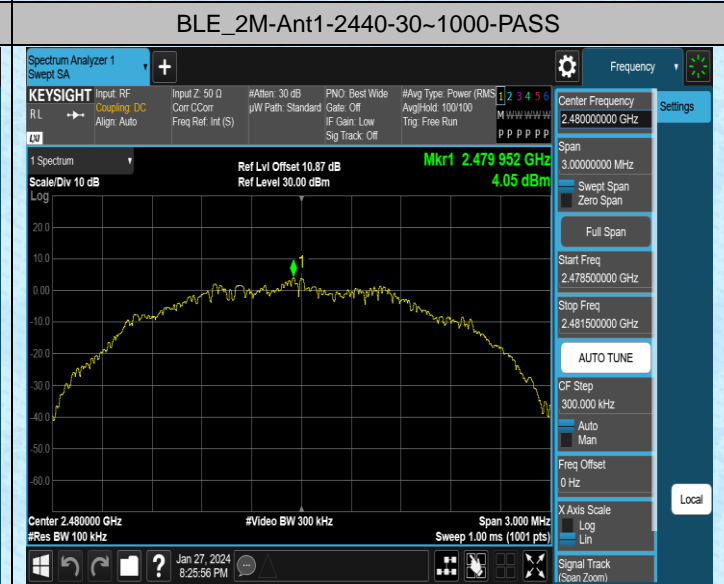 BLE_2M-Ant1-2440-30~1000-PASS
Spectrum Analyzer 1
Swept SA
Frequency
KEYSIGHT Input: RF Input Z: 50 Ω #Atten: 30 dB PNO: Best Wide #Avg Type: Power (RMS 1 2 3 4 5 6
RL Coupling: DC Corr CCorr µW Path: Standard Gate: Off Avg|Hold: 100/100 M W W W W W
Align: Auto Freq Ref: Int (S) IF Gain: Low Trig: Free Run
LXI Sig Track: Off P P P P P P
Center Frequency
2.480000000 GHz
Settings
Span
3.00000000 MHz
Swept Span
Zero Span
Full Span
Start Freq
2.478500000 GHz
Stop Freq
2.481500000 GHz
AUTO TUNE
CF Step
300.000 kHz
Auto
Man
Freq Offset
0 Hz
X Axis Scale
Log
Lin
Local
Signal Track
(Span Zoom)
1 Spectrum
Ref Lvl Offset 10.87 dB
Mkr1 2.479 952 GHz
Scale/Div 10 dB
Ref Level 30.00 dBm
4.05 dBm
Log
20.0
10.0
1
0.00
-10.0
-20.0
-30.0
-40.0
-50.0
-60.0
Center 2.480000 GHz #Video BW 300 kHz Span 3.000 MHz
#Res BW 100 kHz Sweep 1.00 ms (1001 pts)
Jan 27, 2024
8:25:56 PM